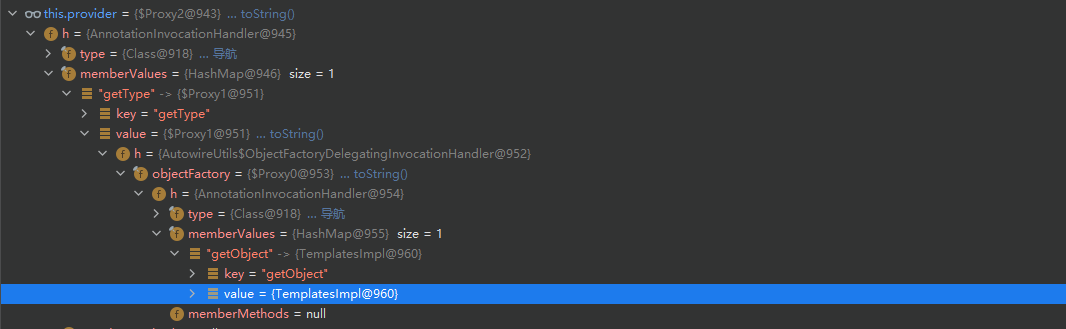 this.provider = {$Proxy2@943} ... toString()
h = {AnnotationInvocationHandler@945}
f type = {Class@918} ... 导航
f memberValues = {HashMap@946} size = 1
"getType" -> {$Proxy1@951}
key = "getType"
value = {$Proxy1@951} ... toString()
f h = {AutowireUtils$ObjectFactoryDelegatingInvocationHandler@952}
f objectFactory = {$Proxy0@953} ... toString()
f h = {AnnotationInvocationHandler@954}
f type = {Class@918} ... 导航
f memberValues = {HashMap@955} size = 1
"getObject" -> {TemplatesImpl@960}
key = "getObject"
value = {TemplatesImpl@960}
f memberMethods = null